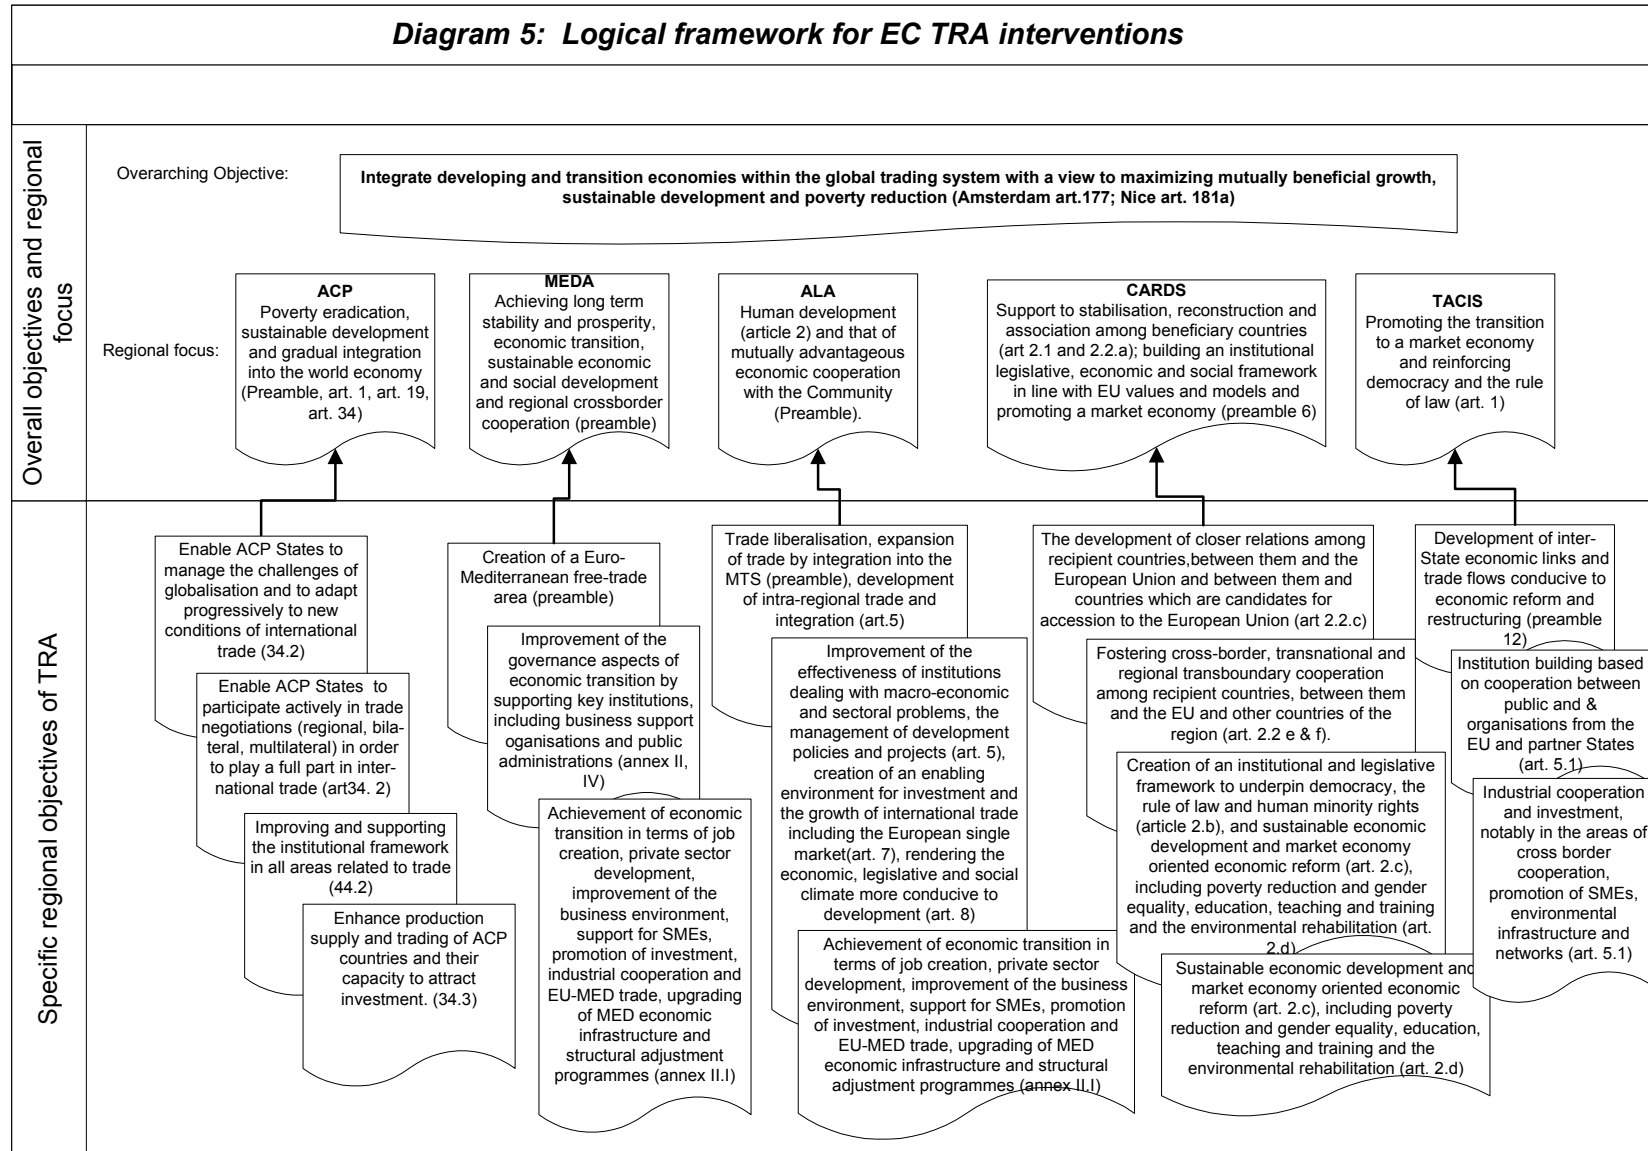 Diagram 5: Logical framework for EC TRA interventions
Overall objectives and regional
focus
Overarching Objective:
Integrate developing and transition economies within the global trading system with a view to maximizing mutually beneficial growth,
sustainable development and poverty reduction (Amsterdam art.177; Nice art. 181a)
Regional focus:
ACP
Poverty eradication,
sustainable development
and gradual integration
into the world economy
(Preamble, art. 1, art. 19,
art. 34)
MEDA
Achieving long term
stability and prosperity,
economic transition,
sustainable economic
and social development
and regional crossborder
cooperation (preamble)
ALA
Human development
(article 2) and that of
mutually advantageous
economic cooperation
with the Community
(Preamble).
CARDS
Support to stabilisation, reconstruction and
association among beneficiary countries
(art 2.1 and 2.2.a); building an institutional
legislative, economic and social framework
in line with EU values and models and
promoting a market economy (preamble 6)
TACIS
Promoting the transition
to a market economy
and reinforcing
democracy and the rule
of law (art. 1)
Specific regional objectives of TRA
Enable ACP States to
manage the challenges of
globalisation and to adapt
progressively to new
conditions of international
trade (34.2)
Enable ACP States to
participate actively in trade
negotiations (regional, bila-
teral, multilateral) in order
to play a full part in inter-
national trade (art34. 2)
Improving and supporting
the institutional framework
in all areas related to trade
(44.2)
Enhance production
supply and trading of ACP
countries and their
capacity to attract
investment. (34.3)
Creation of a Euro-
Mediterranean free-trade
area (preamble)
Improvement of the
governance aspects of
economic transition by
supporting key institutions,
including business support
oganisations and public
administrations (annex II,
IV)
Achievement of economic
transition in terms of job
creation, private sector
development,
improvement of the
business environment,
support for SMEs,
promotion of investment,
industrial cooperation and
EU-MED trade, upgrading
of MED economic
infrastructure and
structural adjustment
programmes (annex II.I)
Trade liberalisation, expansion
of trade by integration into the
MTS (preamble), development
of intra-regional trade and
integration (art.5)
Improvement of the
effectiveness of institutions
dealing with macro-economic
and sectoral problems, the
management of development
policies and projects (art. 5),
creation of an enabling
environment for investment and
the growth of international trade
including the European single
market(art. 7), rendering the
economic, legislative and social
climate more conducive to
development (art. 8)
Achievement of economic transition in
terms of job creation, private sector
development, improvement of the business
environment, support for SMEs, promotion
of investment, industrial cooperation and
EU-MED trade, upgrading of MED
economic infrastructure and structural
adjustment programmes (annex II.I)
The development of closer relations among
recipient countries,between them and the
European Union and between them and
countries which are candidates for
accession to the European Union (art 2.2.c)
Fostering cross-border, transnational and
regional transboundary cooperation
among recipient countries, between them
and the EU and other countries of the
region (art. 2.2 e & f).
Creation of an institutional and legislative
framework to underpin democracy, the
rule of law and human minority rights
(article 2.b), and sustainable economic
development and market economy
oriented economic reform (art. 2.c),
including poverty reduction and gender
equality, education, teaching and training
and the environmental rehabilitation (art.
2.d)
Sustainable economic development and
market economy oriented economic
reform (art. 2.c), including poverty
reduction and gender equality, education,
teaching and training and the
environmental rehabilitation (art. 2.d)
Development of inter-
State economic links and
trade flows conducive to
economic reform and
restructuring (preamble
12)
Institution building based
on cooperation between
public and &
organisations from the
EU and partner States
(art. 5.1)
Industrial cooperation
and investment,
notably in the areas of
cross border
cooperation,
promotion of SMEs,
environmental
infrastructure and
networks (art. 5.1)